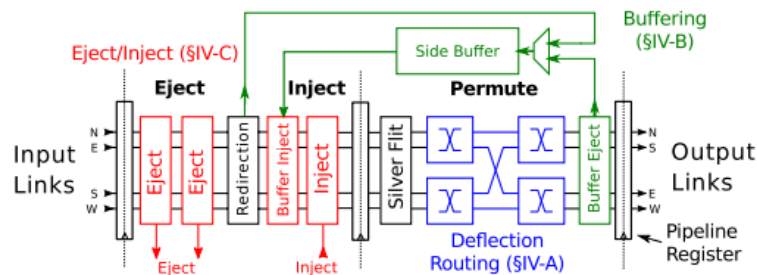 Eject/Inject (§IV-C)
Buffering
(§IV-B)
Side Buffer
Eject
Inject
Permute
Input
Links
N
E
S
W
Eject
Eject
Redirection
Buffer Inject
Inject
Silver Flit
Buffer Eject
N
S
E
W
Output
Links
Eject
Inject
Deflection
Routing (§IV-A)
Pipeline
Register